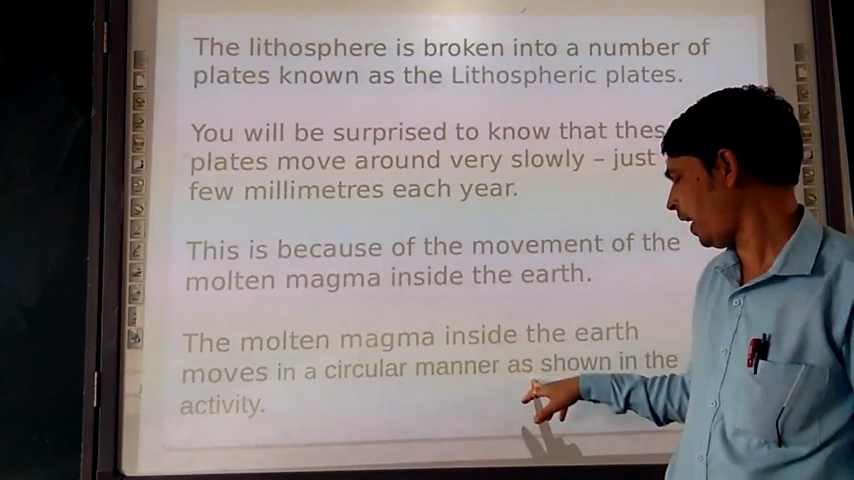 The lithosphere is broken into a number of
plates known as the Lithospheric plates.
You will be surprised to know that thes
plates move around very slowly – just
few millimetres each year.
This is because of the movement of the
molten magma inside the earth.
The molten magma inside the earth
moves in a circular manner as shown in the
activity.